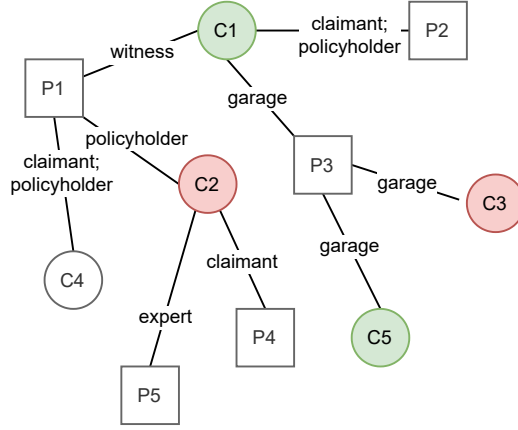 C1
claimant;
policyholder
P2
witness
P1
garage
policyholder
claimant;
policyholder
P3
C2
garage
C3
garage
claimant
C4
expert
P4
C5
P5